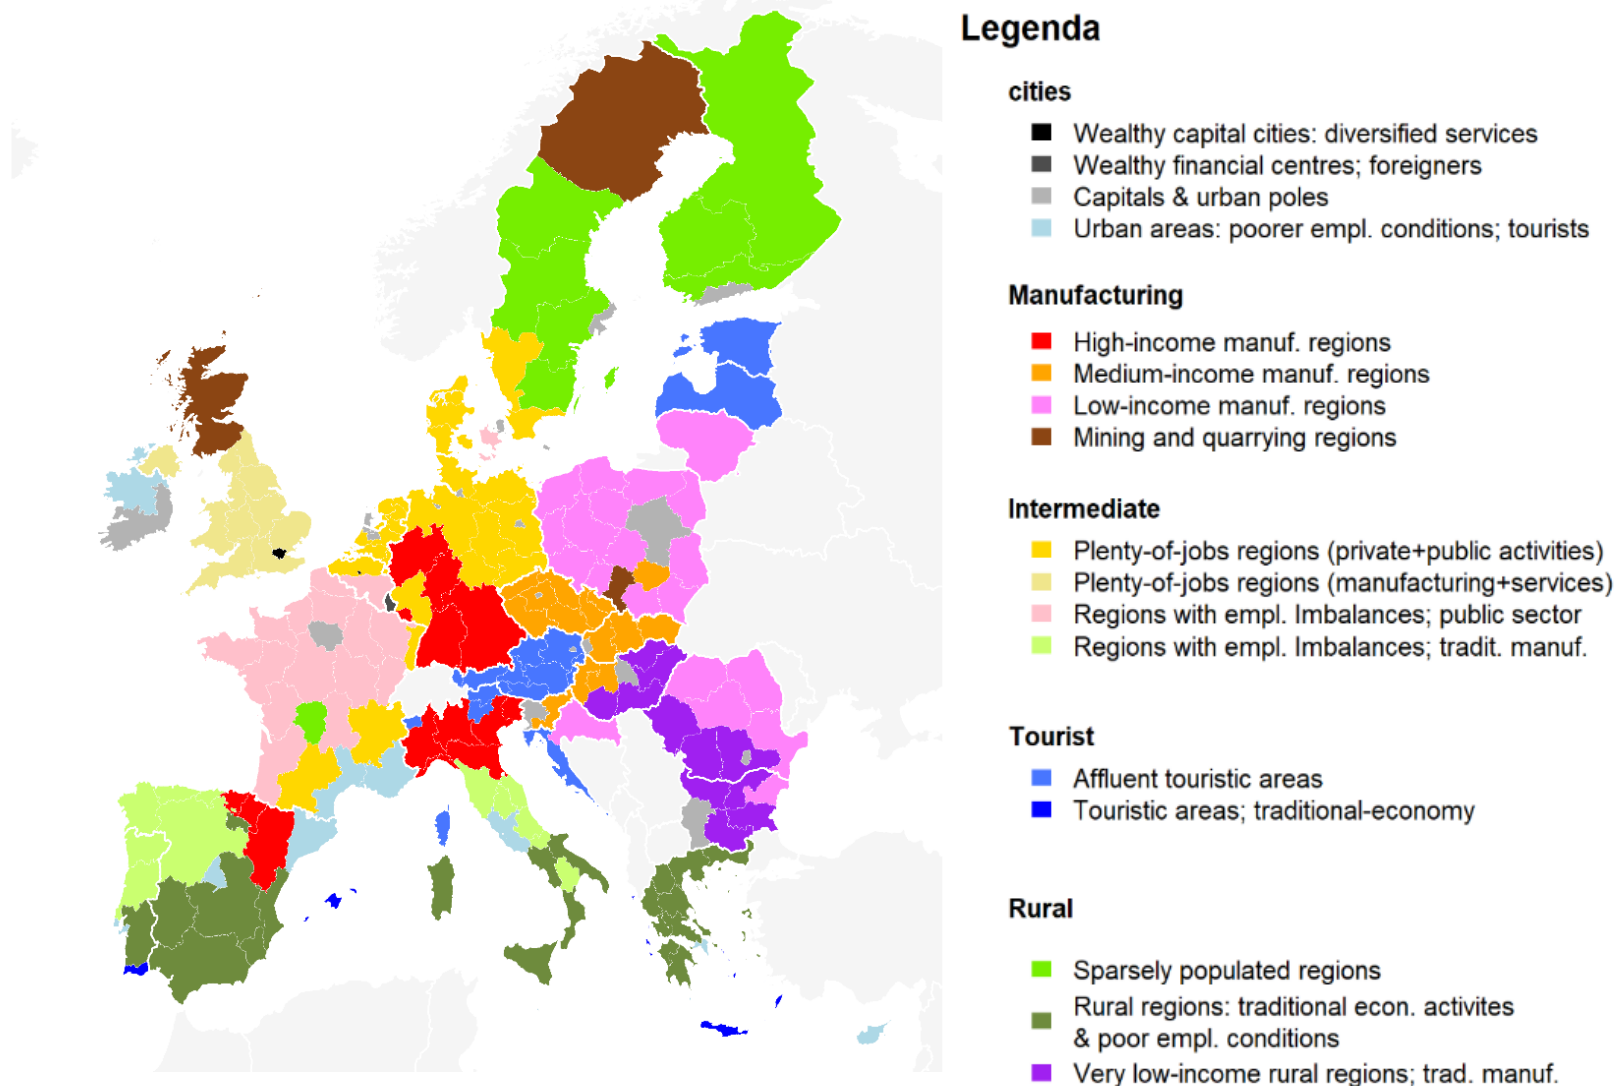 Legenda
cities
Wealthy capital cities: diversified services
Wealthy financial centres; foreigners
Capitals & urban poles
Urban areas: poorer empl. conditions; tourists
Manufacturing
High-income manuf. regions
Medium-income manuf. regions
Low-income manuf. regions
Mining and quarrying regions
Intermediate
Plenty-of-jobs regions (private+public activities)
Plenty-of-jobs regions (manufacturing+services)
Regions with empl. Imbalances; public sector
Regions with empl. Imbalances; tradit. manuf.
Tourist
Affluent touristic areas
Touristic areas; traditional-economy
Rural
Sparsely populated regions
Rural regions: traditional econ. activites
& poor empl. conditions
Very low-income rural regions; trad. manuf.